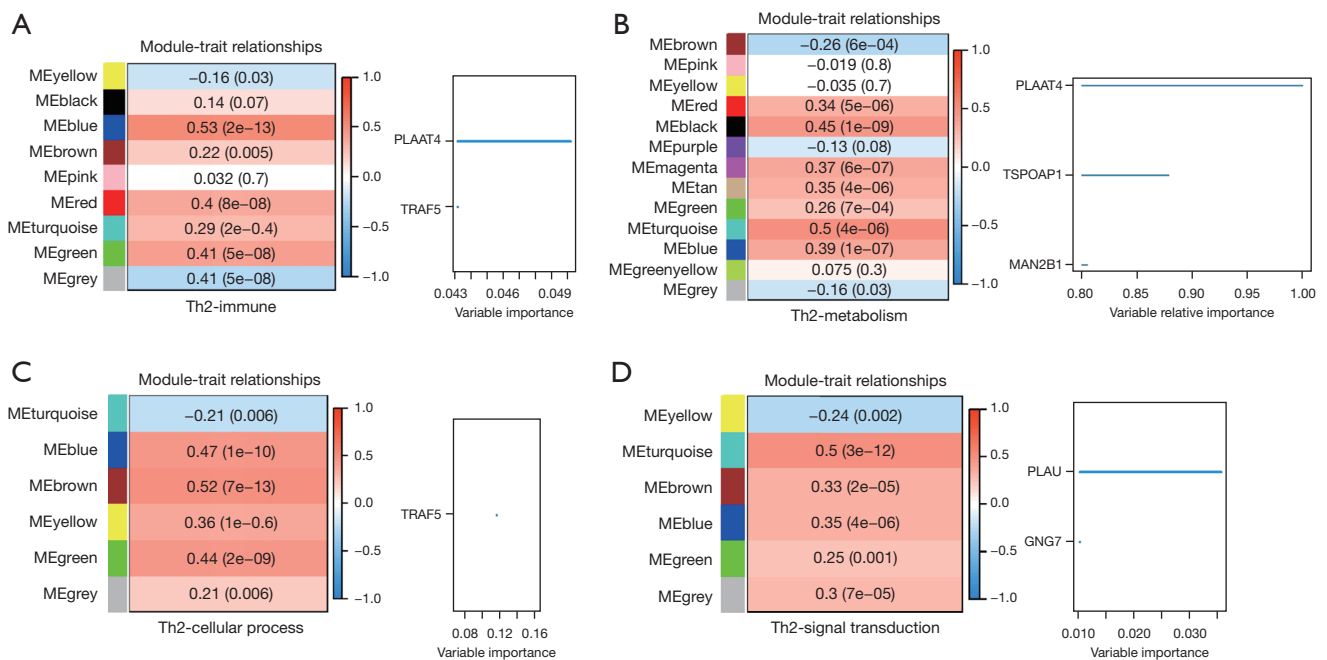 A
Module-trait relationships
MEyellow −0.16 (0.03)
MEblack 0.14 (0.07)
MEblue 0.53 (2e−13)
MEbrown 0.22 (0.005)
MEpink 0.032 (0.7)
MEred 0.4 (8e−08)
MEturquoise 0.29 (2e−0.4)
MEgreen 0.41 (5e−08)
MEgrey 0.41 (5e−08)
Th2-immune
1.0
0.5
0.0
−0.5
−1.0
PLAAT4
TRAF5
0.043 0.046 0.049
Variable importance
B
Module-trait relationships
MEbrown −0.26 (6e−04)
MEpink −0.019 (0.8)
MEyellow −0.035 (0.7)
MEred 0.34 (5e−06)
MEblack 0.45 (1e−09)
MEpurple −0.13 (0.08)
MEmagenta 0.37 (6e−07)
MEtan 0.35 (4e−06)
MEgreen 0.26 (7e−04)
MEturquoise 0.5 (4e−06)
MEblue 0.39 (1e−07)
MEgreenyellow 0.075 (0.3)
MEgrey −0.16 (0.03)
Th2-metabolism
1.0
0.5
0.0
−0.5
−1.0
PLAAT4
TSPOAP1
MAN2B1
0.80 0.85 0.90 0.95 1.00
Variable relative importance
C
Module-trait relationships
MEturquoise −0.21 (0.006)
MEblue 0.47 (1e−10)
MEbrown 0.52 (7e−13)
MEyellow 0.36 (1e−0.6)
MEgreen 0.44 (2e−09)
MEgrey 0.21 (0.006)
Th2-cellular process
1.0
0.5
0.0
−0.5
−1.0
TRAF5
0.08 0.12 0.16
Variable importance
D
Module-trait relationships
MEyellow −0.24 (0.002)
MEturquoise 0.5 (3e−12)
MEbrown 0.33 (2e−05)
MEblue 0.35 (4e−06)
MEgreen 0.25 (0.001)
MEgrey 0.3 (7e−05)
Th2-signal transduction
1.0
0.5
0.0
−0.5
−1.0
PLAU
GNG7
0.010 0.020 0.030
Variable importance